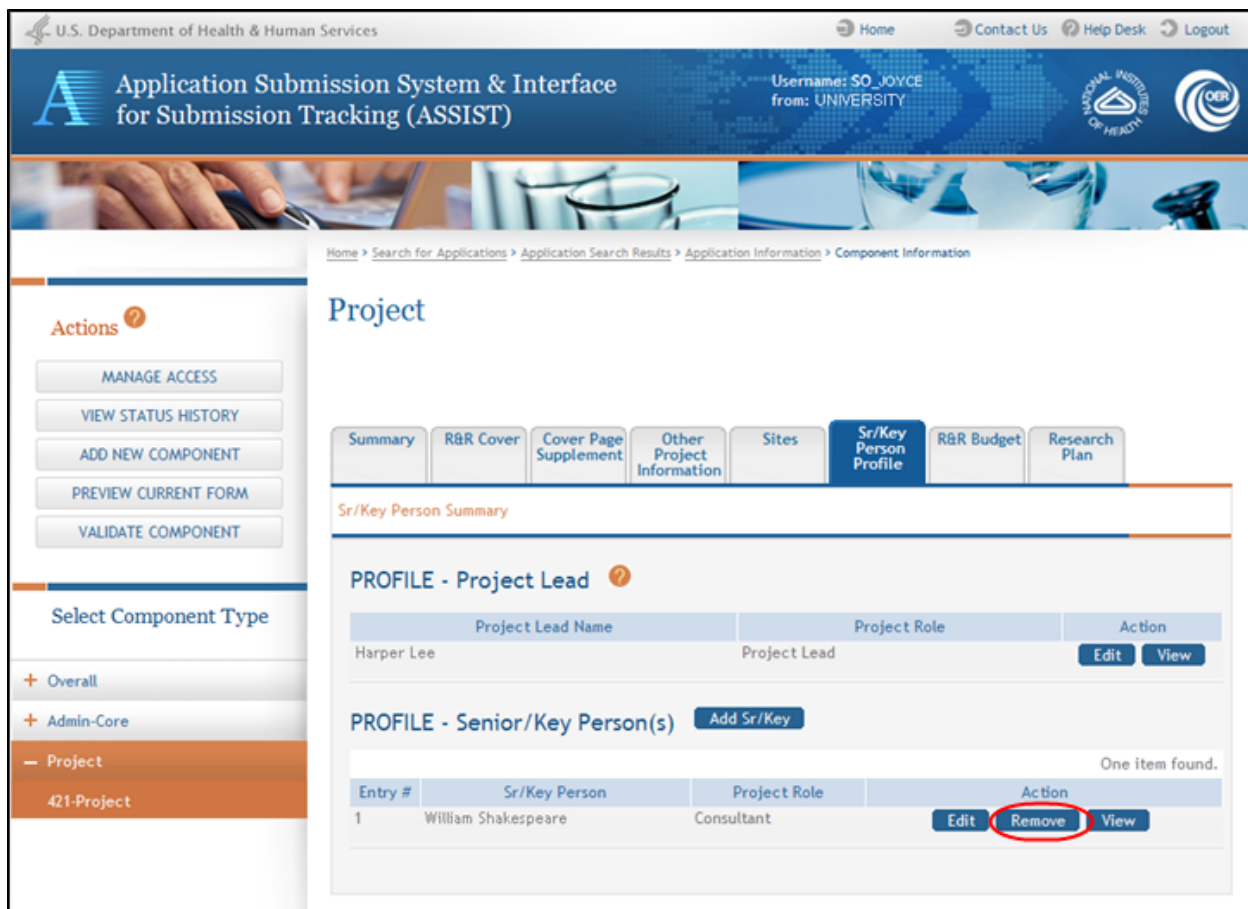 U.S. Department of Health & Human Services
Home Contact Us Help Desk Logout
Application Submission System & Interface
for Submission Tracking (ASSIST)
Username: SO_JOYCE
from: UNIVERSITY
NATIONAL INSTITUTES OF HEALTH
OER
Home > Search for Applications > Application Search Results > Application Information > Component Information
Actions ?
MANAGE ACCESS
VIEW STATUS HISTORY
ADD NEW COMPONENT
PREVIEW CURRENT FORM
VALIDATE COMPONENT
Select Component Type
+ Overall
+ Admin-Core
– Project
421-Project
Project
Summary
R&R Cover
Cover Page
Supplement
Other
Project
Information
Sites
Sr/Key
Person
Profile
R&R Budget
Research
Plan
Sr/Key Person Summary
PROFILE - Project Lead ?
Project Lead Name Project Role Action
Harper Lee Project Lead Edit View
PROFILE - Senior/Key Person(s) Add Sr/Key
One item found.
Entry # Sr/Key Person Project Role Action
1 William Shakespeare Consultant Edit Remove View